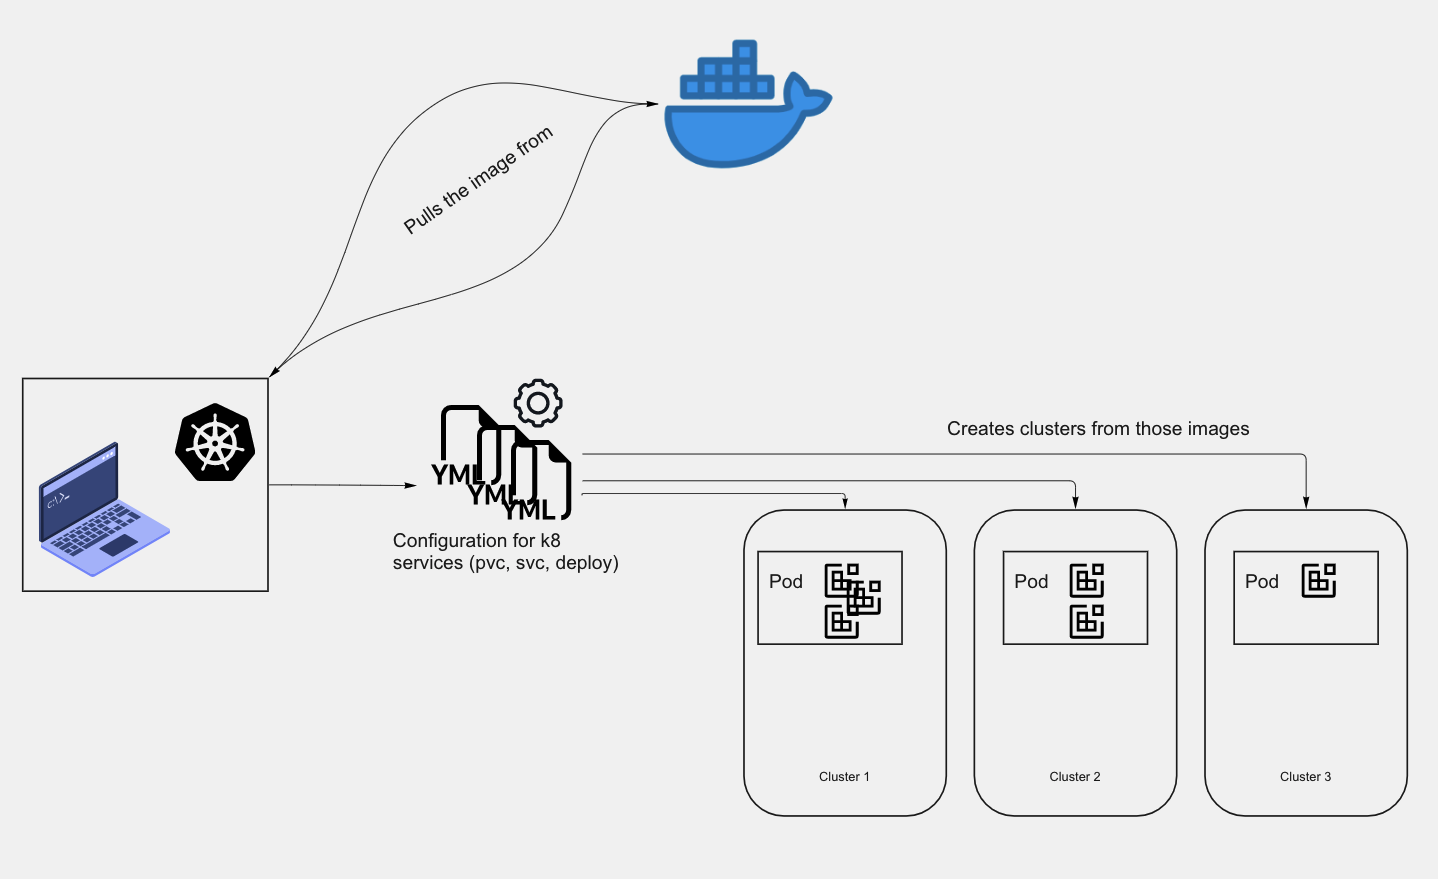 Pulls the image from
C:\>_
YML
YML
YML
Configuration for k8
services (pvc, svc, deploy)
Creates clusters from those images
Pod
Pod
Pod
Cluster 1
Cluster 2
Cluster 3